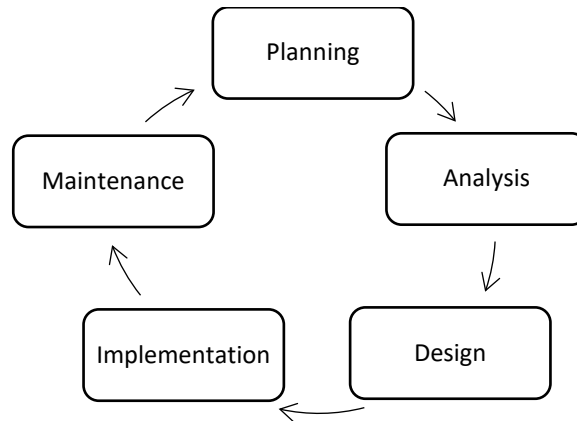 Planning
Analysis
Design
Implementation
Maintenance